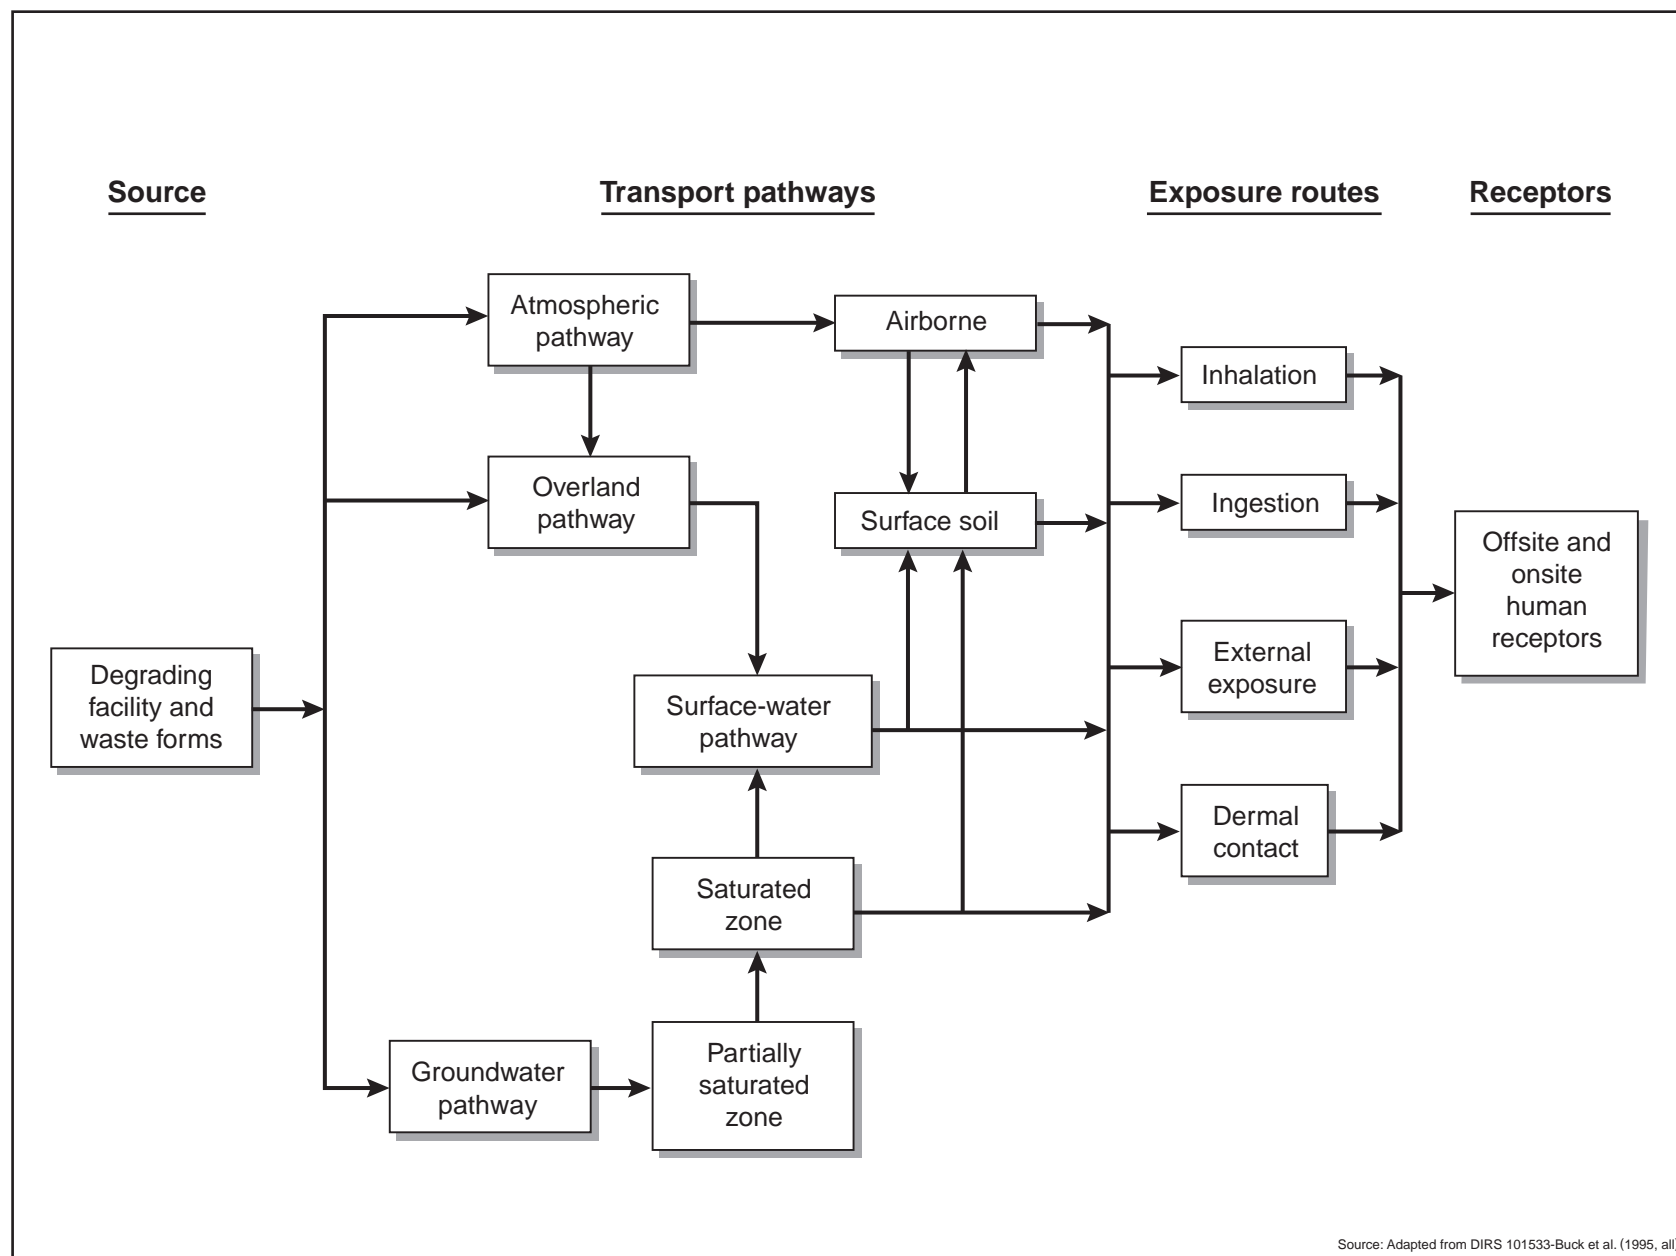 Source
Transport pathways
Exposure routes
Receptors
Atmospheric
pathway
Airborne
Inhalation
Overland
pathway
Surface soil
Ingestion
Offsite and
onsite
human
receptors
Degrading
facility and
waste forms
Surface-water
pathway
External
exposure
Saturated
zone
Dermal
contact
Groundwater
pathway
Partially
saturated
zone
Source: Adapted from DIRS 101533-Buck et al. (1995, all)